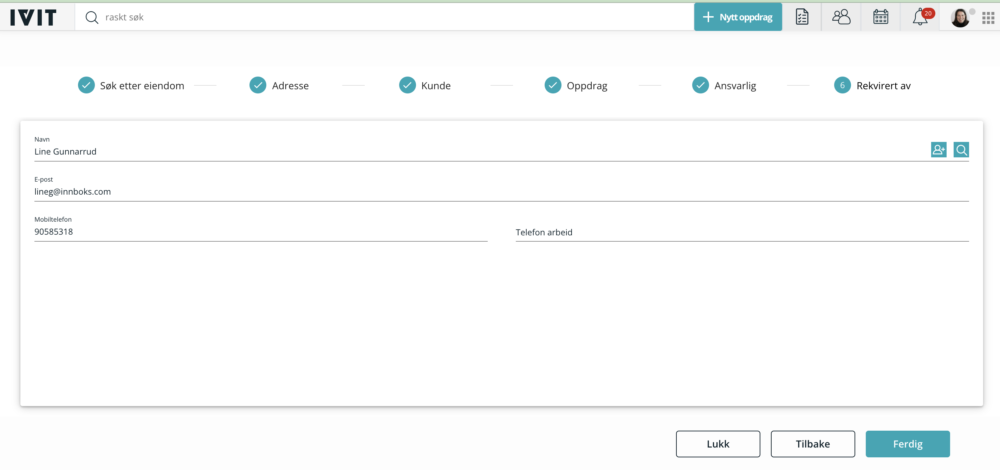 IVIT
raskt søk
Nytt oppdrag
20
Søk etter eiendom
Adresse
Kunde
Oppdrag
Ansvarlig
6
Rekvirert av
Navn
Line Gunnarrud
E-post
lineg@innboks.com
Mobiltelefon
90585318
Telefon arbeid
Lukk
Tilbake
Ferdig